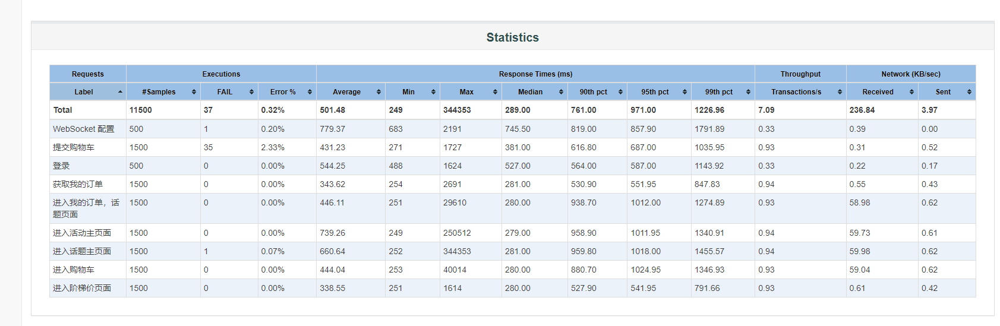 Statistics
Requests Executions Response Times (ms) Throughput Network (KB/sec)
Label #Samples FAIL Error % Average Min Max Median 90th pct 95th pct 99th pct Transactions/s Received Sent
Total 11500 37 0.32% 501.48 249 344353 289.00 761.00 971.00 1226.96 7.09 236.84 3.97
WebSocket 配置 500 1 0.20% 779.37 683 2191 745.50 819.00 857.90 1791.89 0.33 0.39 0.00
提交购物车 1500 35 2.33% 431.23 271 1727 381.00 616.80 687.00 1035.95 0.93 0.31 0.52
登录 500 0 0.00% 544.25 488 1624 527.00 564.00 587.00 1143.92 0.33 0.22 0.17
获取我的订单 1500 0 0.00% 343.62 254 2691 281.00 530.90 551.95 847.83 0.94 0.55 0.43
进入我的订单，话 1500 0 0.00% 446.11 251 29610 280.00 938.70 1012.00 1274.89 0.93 58.98 0.62
题页面
进入活动主页面 1500 0 0.00% 739.26 249 250512 279.00 958.90 1011.95 1340.91 0.94 59.73 0.61
进入话题主页面 1500 1 0.07% 660.64 252 344353 281.00 959.80 1018.00 1455.57 0.94 59.98 0.62
进入购物车 1500 0 0.00% 444.04 253 40014 280.00 880.70 1024.95 1346.93 0.93 59.04 0.62
进入阶梯价页面 1500 0 0.00% 338.55 251 1614 280.00 527.90 541.95 791.66 0.93 0.61 0.42